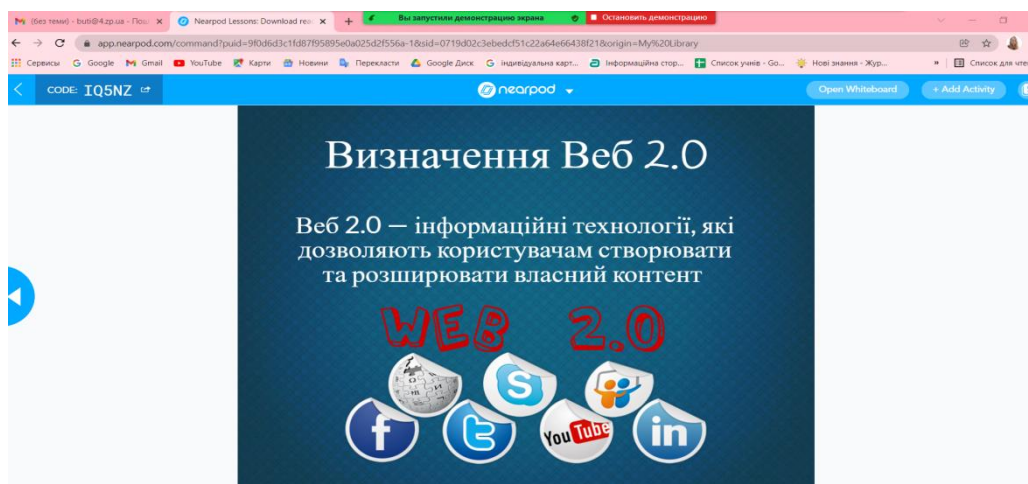 (без теми) - buti@4.zp.ua - Пош
Nearpod Lessons: Download rea
Вы запустили демонстрацию экрана
Остановить демонстрацию
app.nearpod.com/command?puid=9f0d6d3c1fd87f95895e0a025d2f556a-1&sid=0719d02c3ebedcf51c22a64e66438f21&origin=My%20Library
Сервисы Google Gmail YouTube Карти Новини Перекласти Google Диск індивідуальна карт... Інформаційна стор... Список учнів - Go... Нові знання - Жур... » Список для чте
CODE: IQ5NZ nearpod Open Whiteboard + Add Activity
Визначення Веб 2.0
Веб 2.0 — інформаційні технології, які
дозволяють користувачам створювати
та розширювати власний контент
WEB 2.0
You Tube
in